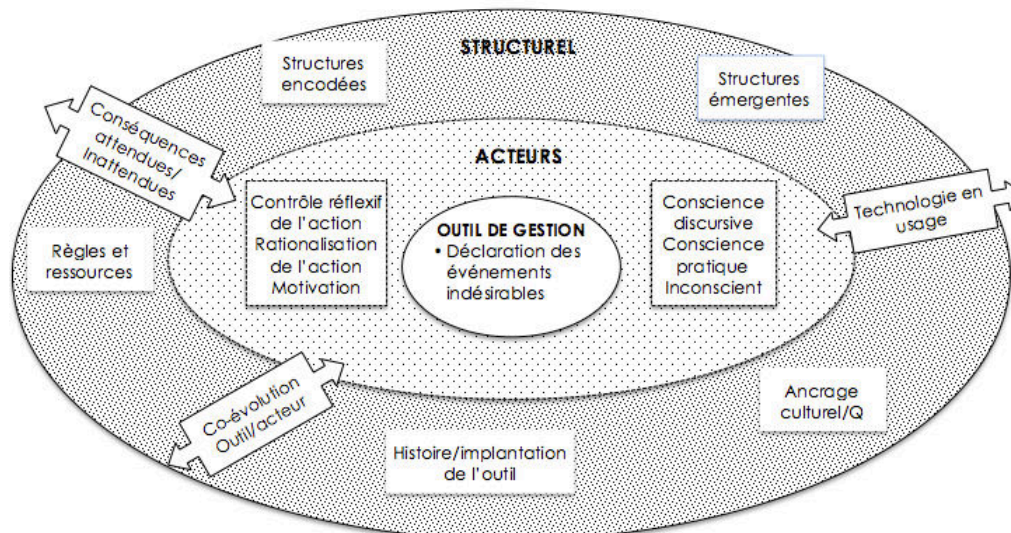 STRUCTUREL
Structures
encodées
Structures
émergentes
Conséquences
attendues/
Inattendues
ACTEURS
Contrôle réflexif
de l'action
Rationalisation
de l'action
Motivation
OUTIL DE GESTION
• Déclaration des
événements
indésirables
Conscience
discursive
Conscience
pratique
Inconscient
Technologie en
usage
Règles et
ressources
Co-évolution
Outil/acteur
Ancrage
culturel/Q
Histoire/implantation
de l'outil